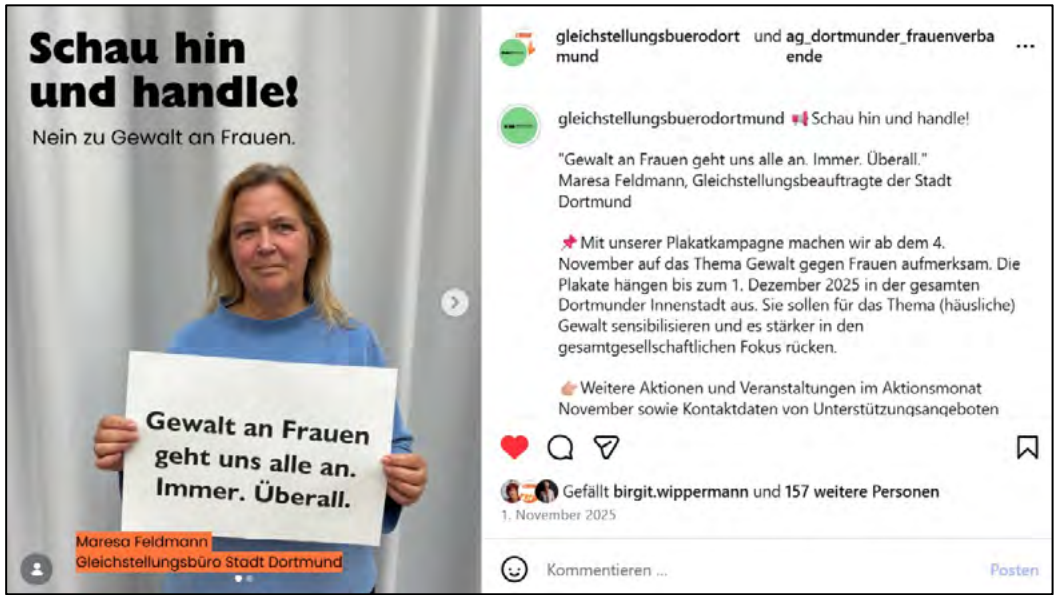 Schau hin
und handle!
Nein zu Gewalt an Frauen.
Gewalt an Frauen
geht uns alle an.
Immer. Überall.
Maresa Feldmann
Gleichstellungsbüro Stadt Dortmund
gleichstellungsbuerodort und ag_dortmunder_frauenverba
mund ende
gleichstellungsbuerodortmund Schau hin und handle!
"Gewalt an Frauen geht uns alle an. Immer. Überall."
Maresa Feldmann, Gleichstellungsbeauftragte der Stadt
Dortmund
Mit unserer Plakatkampagne machen wir ab dem 4.
November auf das Thema Gewalt gegen Frauen aufmerksam. Die
Plakate hängen bis zum 1. Dezember 2025 in der gesamten
Dortmunder Innenstadt aus. Sie sollen für das Thema (häusliche)
Gewalt sensibilisieren und es stärker in den
gesamtgesellschaftlichen Fokus rücken.
Weitere Aktionen und Veranstaltungen im Aktionsmonat
November sowie Kontaktdaten von Unterstützungsangeboten
Gefällt birgit.wippermann und 157 weitere Personen
1. November 2025
Kommentieren ...
Posten